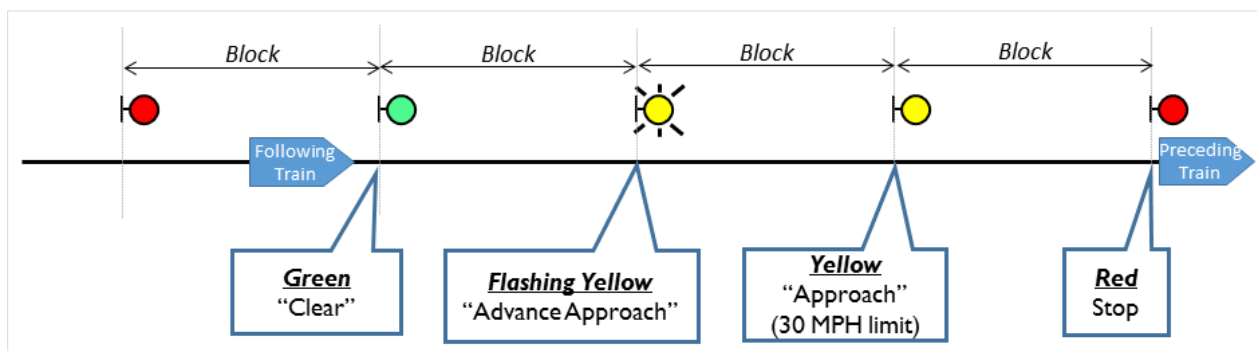 Block
Block
Block
Block
Following
Train
Preceding
Train
Green
“Clear”
Flashing Yellow
“Advance Approach”
Yellow
“Approach”
(30 MPH limit)
Red
Stop